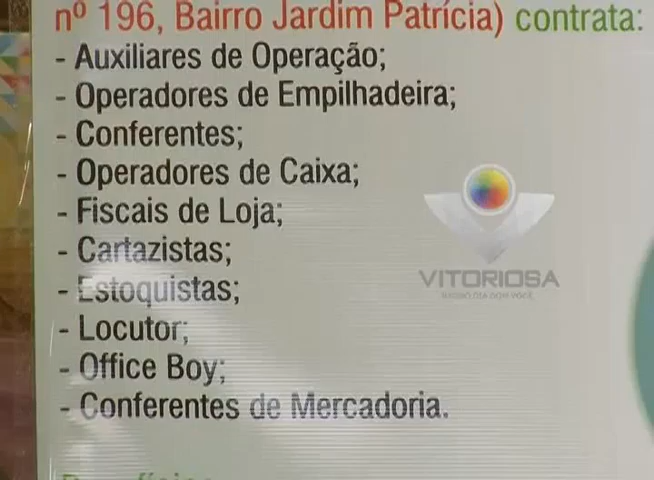 nº 196, Bairro Jardim Patrícia) contrata:
- Auxiliares de Operação;
- Operadores de Empilhadeira;
- Conferentes;
- Operadores de Caixa;
- Fiscais de Loja;
- Cartazistas;
- Estoquistas;
- Locutor;
- Office Boy;
- Conferentes de Mercadoria.
VITORIOSA